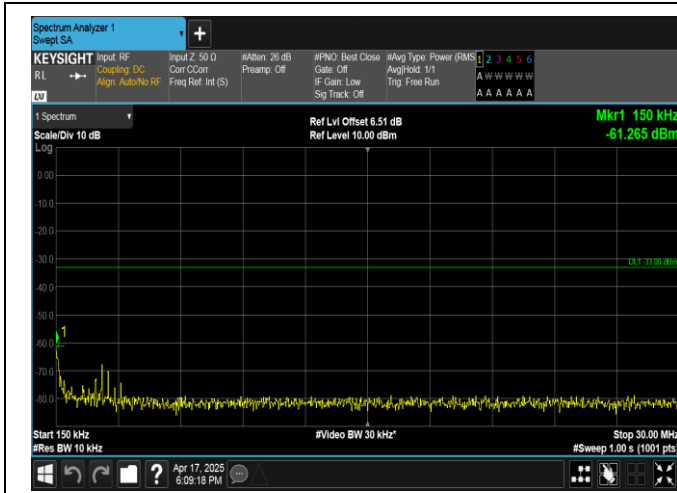 Spectrum Analyzer 1
Swept SA
KEYSIGHT
RL
LXI
Input: RF
Coupling: DC
Align: Auto/No RF
Input Z: 50 Ω
Corr CCorr
Freq Ref: Int (S)
#Atten: 26 dB
Preamp: Off
#PNO: Best Close
Gate: Off
IF Gain: Low
Sig Track: Off
#Avg Type: Power (RMS
Avg|Hold: 1/1
Trig: Free Run
1 2 3 4 5 6
A W W W W W
A A A A A A
1 Spectrum
Scale/Div 10 dB
Log
Ref Lvl Offset 6.51 dB
Ref Level 10.00 dBm
Mkr1 150 kHz
-61.265 dBm
0.00
-10.0
-20.0
-30.0
DL1 -33.00 dBm
-40.0
-50.0
1
-60.0
-70.0
-80.0
Start 150 kHz
#Res BW 10 kHz
#Video BW 30 kHz*
Stop 30.00 MHz
#Sweep 1.00 s (1001 pts)
?
Apr 17, 2025
6:09:18 PM